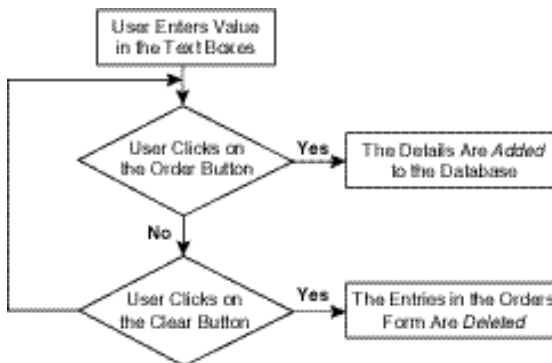 User Enters Value
in the Text Boxes
User Clicks on
the Order Button
Yes
The Details Are Added
to the Database
No
User Clicks on
the Clear Button
Yes
The Entries in the Orders
Form Are Deleted